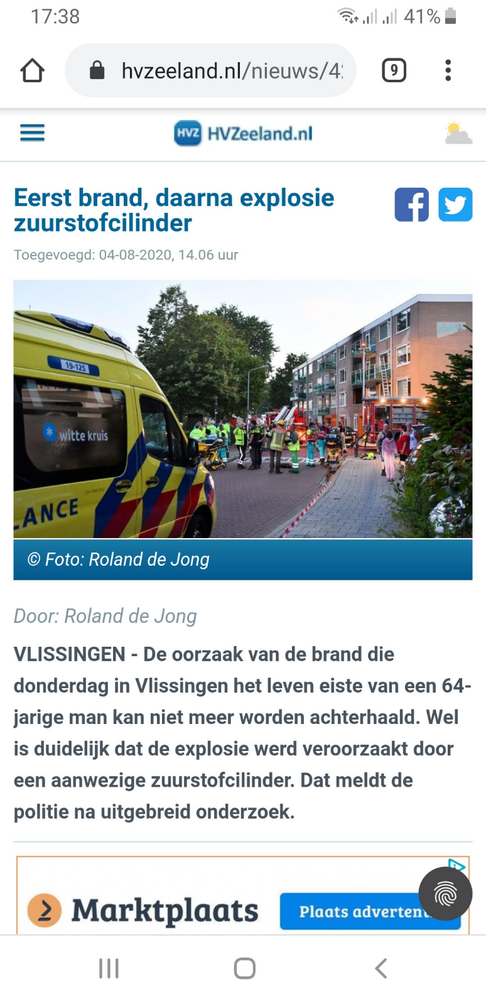 17:38
41%
hvzeeland.nl/nieuws/4
9
HVZ HVZeeland.nl
Eerst brand, daarna explosie
zuurstofcilinder
Toegevoegd: 04-08-2020, 14.06 uur
19-125
witte kruis
LANCE
© Foto: Roland de Jong
Door: Roland de Jong
VLISSINGEN - De oorzaak van de brand die
donderdag in Vlissingen het leven eiste van een 64-
jarige man kan niet meer worden achterhaald. Wel
is duidelijk dat de explosie werd veroorzaakt door
een aanwezige zuurstofcilinder. Dat meldt de
politie na uitgebreid onderzoek.
Marktplaats
Plaats advertent